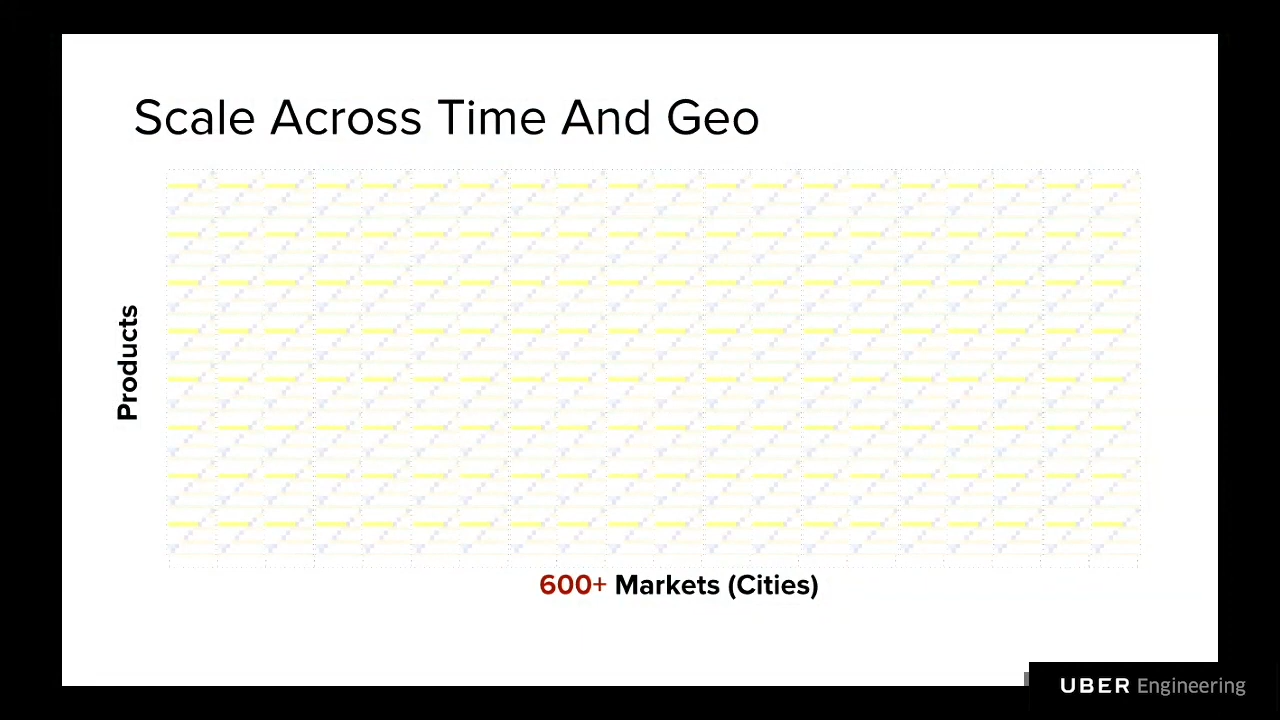 Scale Across Time And Geo
Products
600+ Markets (Cities)
UBER Engineering